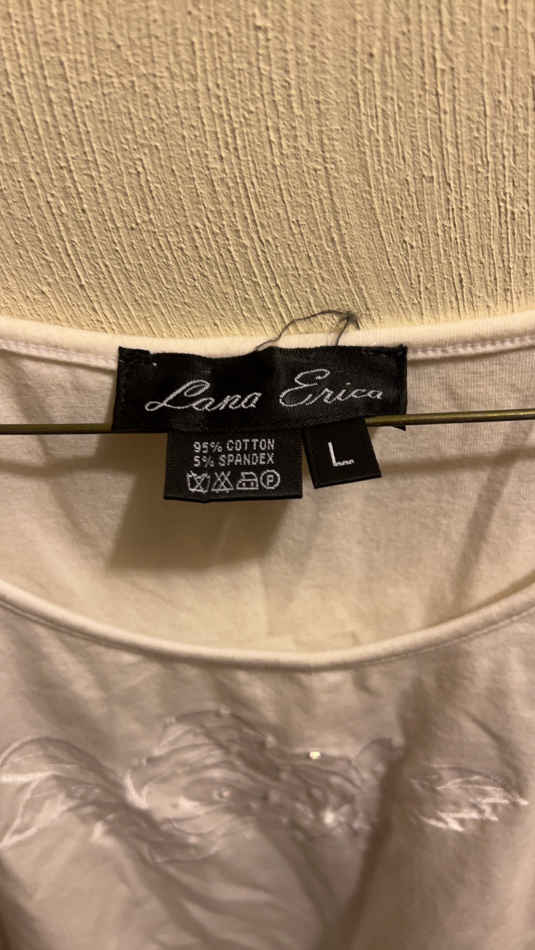 Lana Erica
95% COTTON
5% SPANDEX
P
L